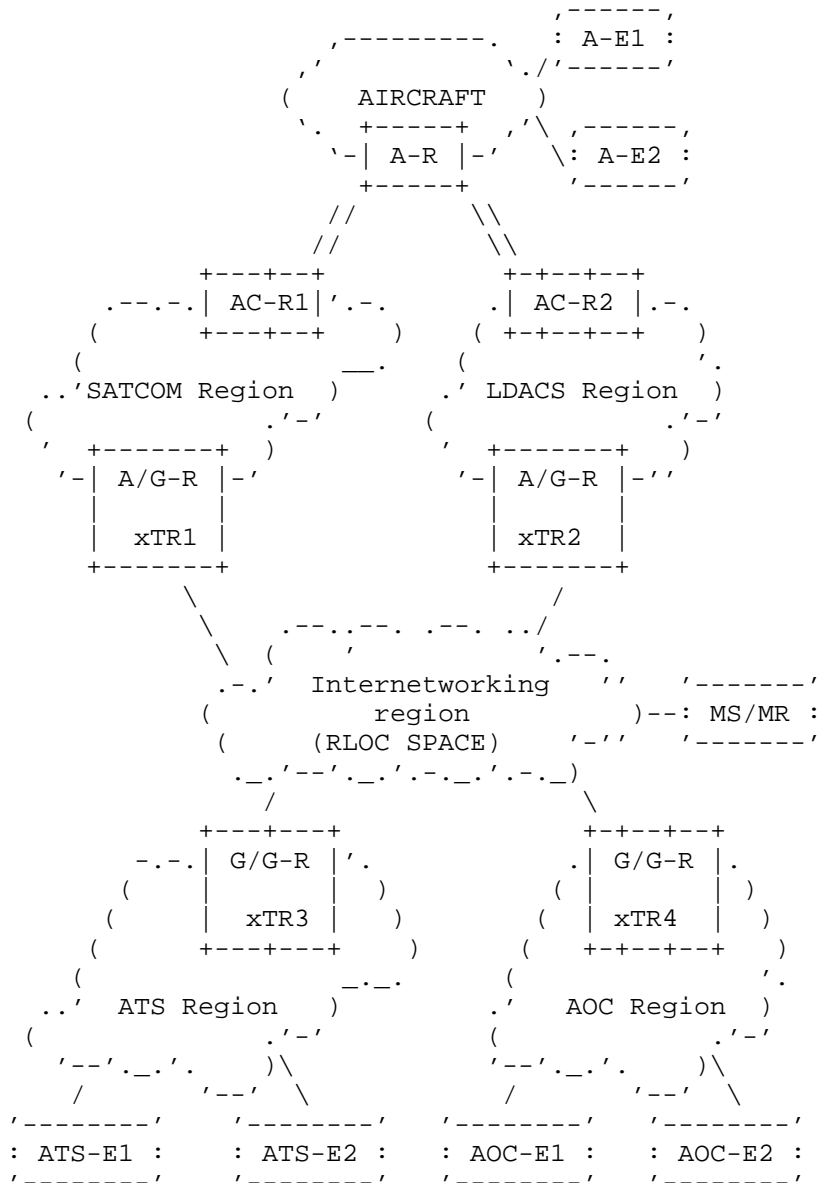 A-E1
AIRCRAFT
A-R
A-E2
AC-R1
AC-R2
SATCOM Region
LDACS Region
A/G-R
A/G-R
xTR1
xTR2
Internetworking
region
MS/MR
(RLOC SPACE)
G/G-R
G/G-R
xTR3
xTR4
ATS Region
AOC Region
ATS-E1
ATS-E2
AOC-E1
AOC-E2